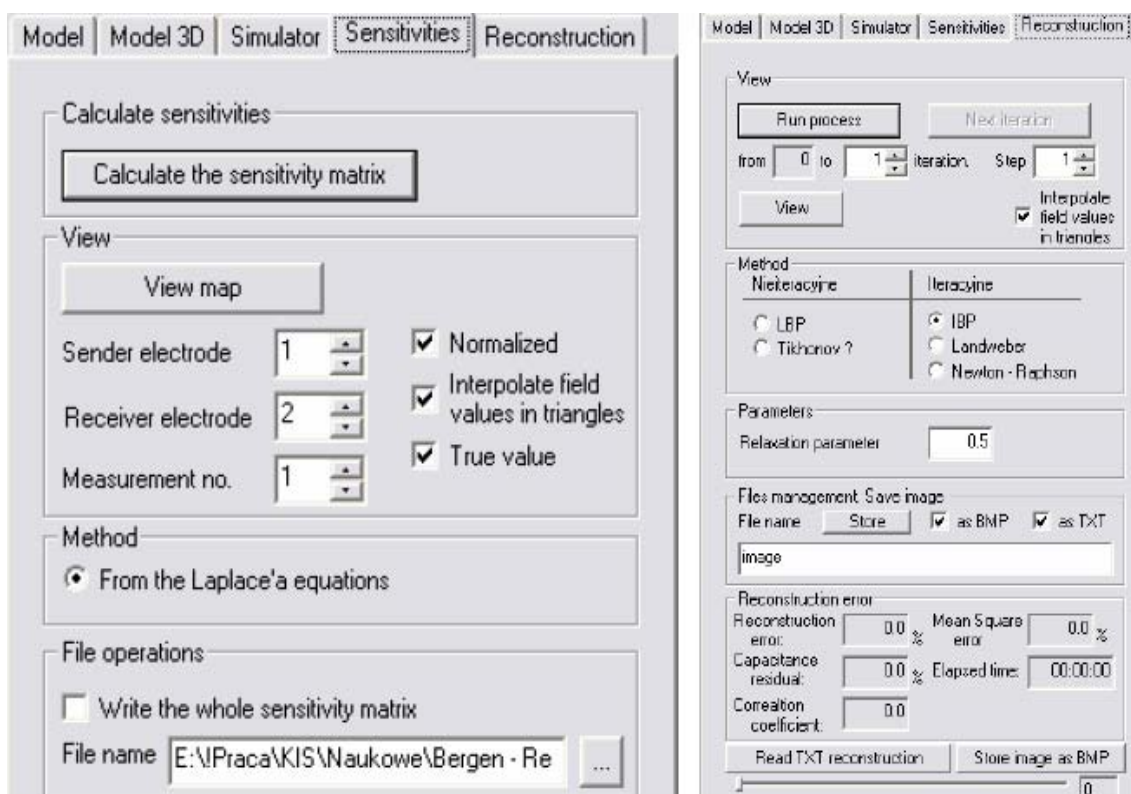 Model Model 3D Simulator Sensitivities Reconstruction
Calculate sensitivities
Calculate the sensitivity matrix
View
View map
Sender electrode 1
Receiver electrode 2
Measurement no. 1
Normalized
Interpolate field
values in triangles
True value
Method
From the Laplace'a equations
File operations
Write the whole sensitivity matrix
File name E:\!Praca\KIS\Naukowe\Bergen - Re ...
Model Model 3D Simulator Sensitivities Reconstruction
View
Run process Next iteration
from 0 to 1 iteration. Step 1
View
Interpolate
field values
in triangles
Method
Nieiteracyjne Iteracyjne
LBP IBP
Tikhonov ? Landweber
Newton - Raphson
Parameters
Relaxation parameter 0.5
Files management. Save image
File name Store as BMP as TXT
image
Reconstruction error
Reconstruction error: 0.0 % Mean Square error 0.0 %
Capacitance residual: 0.0 % Elapsed time: 00:00:00
Correaltion coefficient: 0.0
Read TXT reconstruction Store image as BMP
0